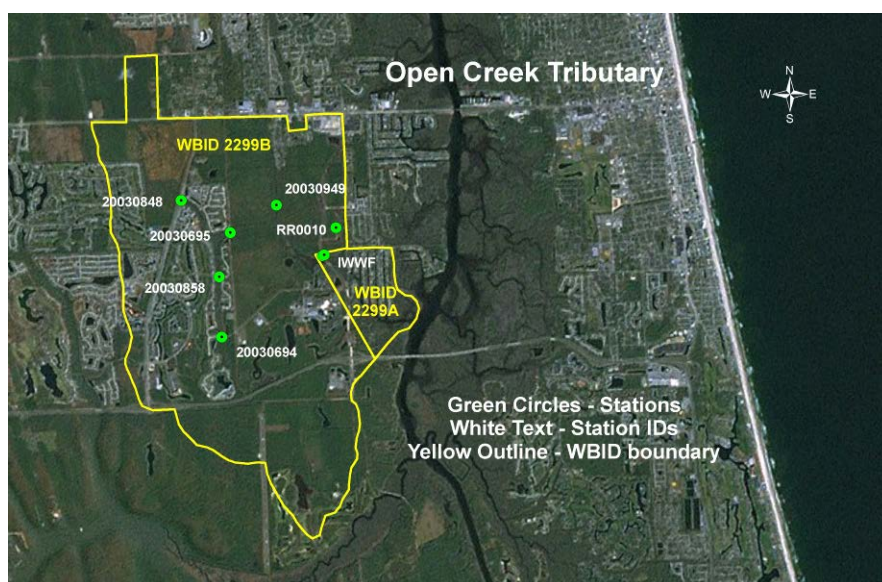 Open Creek Tributary
N
W E
S
WBID 2299B
20030949
20030848
20030695
RR0010
IWWF
20030858
WBID
2299A
20030694
Green Circles - Stations
White Text - Station IDs
Yellow Outline - WBID boundary